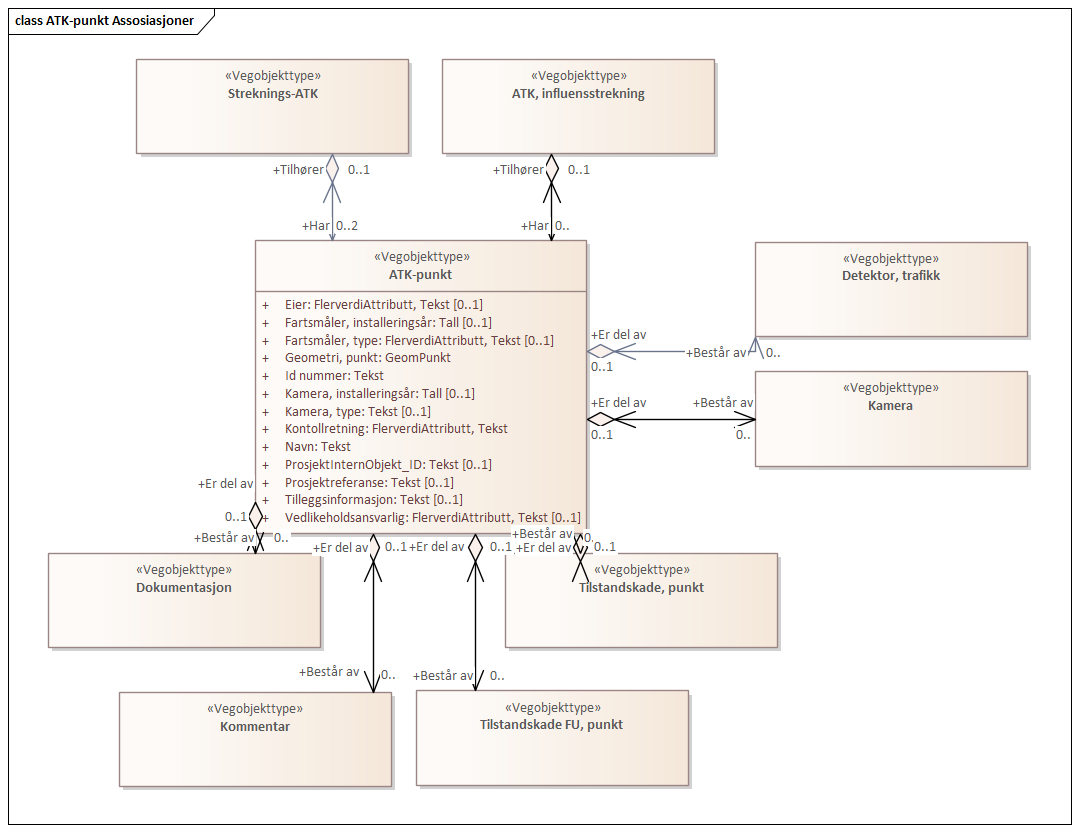 class ATK-punkt Assosiasjoner
«Vegobjekttype»
Streknings-ATK
«Vegobjekttype»
ATK, influensstrekning
+Tilhører
0..1
+Tilhører
0..1
+Har
0..2
+Har
0..
«Vegobjekttype»
ATK-punkt
+ Eier: FlerverdiAttributt, Tekst [0..1]
+ Fartsmåler, installeringsår: Tall [0..1]
+ Fartsmåler, type: FlerverdiAttributt, Tekst [0..1]
+ Geometri, punkt: GeomPunkt
+ Id nummer: Tekst
+ Kamera, installeringsår: Tall [0..1]
+ Kamera, type: Tekst [0..1]
+ Kontollretning: FlerverdiAttributt, Tekst
+ Navn: Tekst
+ ProsjektInternObjekt_ID: Tekst [0..1]
+ Prosjektreferanse: Tekst [0..1]
+ Tilleggsinformasjon: Tekst [0..1]
+ Vedlikeholdsansvarlig: FlerverdiAttributt, Tekst [0..1]
«Vegobjekttype»
Detektor, trafikk
+Er del av
0..1
+Består av
0..
«Vegobjekttype»
Kamera
+Er del av
0..1
+Består av
0..
+Er del av
0..1
+Består av
0..
«Vegobjekttype»
Dokumentasjon
+Er del av
0..1
+Består av
0..
«Vegobjekttype»
Kommentar
+Er del av
0..1
+Består av
0..
«Vegobjekttype»
Tilstandskade FU, punkt
+Består av
0..
+Er del av
0..1
«Vegobjekttype»
Tilstandskade, punkt